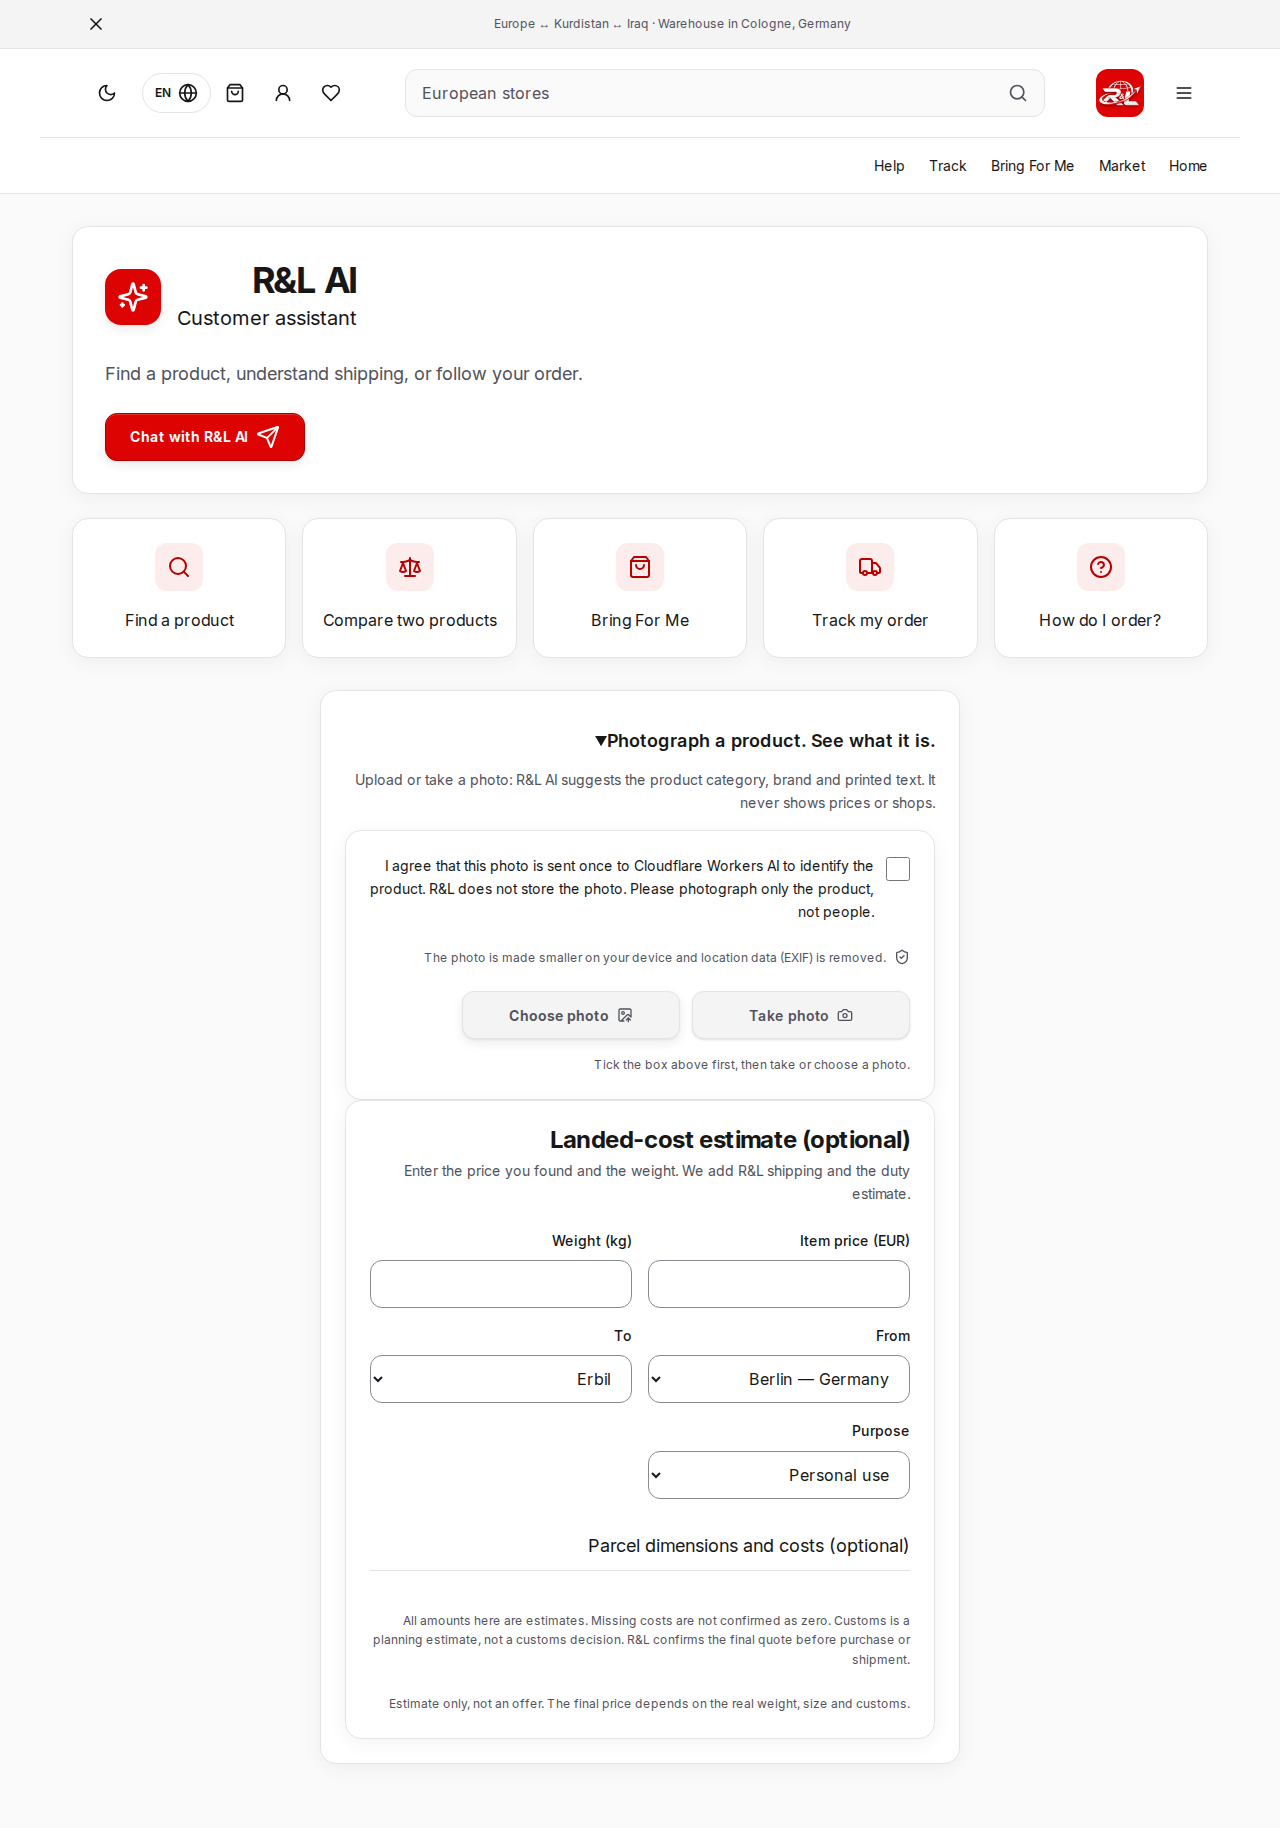 Europe ↔ Kurdistan ↔ Iraq · Warehouse in Cologne, Germany
EN
European stores
R&L
Help
Track
Bring For Me
Market
Home
R&L AI
Customer assistant
Find a product, understand shipping, or follow your order.
Chat with R&L AI
Find a product
Compare two products
Bring For Me
Track my order
How do I order?
Photograph a product. See what it is.
Upload or take a photo: R&L AI suggests the product category, brand and printed text. It
never shows prices or shops.
I agree that this photo is sent once to Cloudflare Workers AI to identify the
product. R&L does not store the photo. Please photograph only the product,
not people.
The photo is made smaller on your device and location data (EXIF) is removed.
Choose photo
Take photo
Tick the box above first, then take or choose a photo.
Landed-cost estimate (optional)
Enter the price you found and the weight. We add R&L shipping and the duty
estimate.
Weight (kg)
Item price (EUR)
To
From
Erbil
Berlin — Germany
Purpose
Personal use
Parcel dimensions and costs (optional)
All amounts here are estimates. Missing costs are not confirmed as zero. Customs is a
planning estimate, not a customs decision. R&L confirms the final quote before purchase or
shipment.
Estimate only, not an offer. The final price depends on the real weight, size and customs.